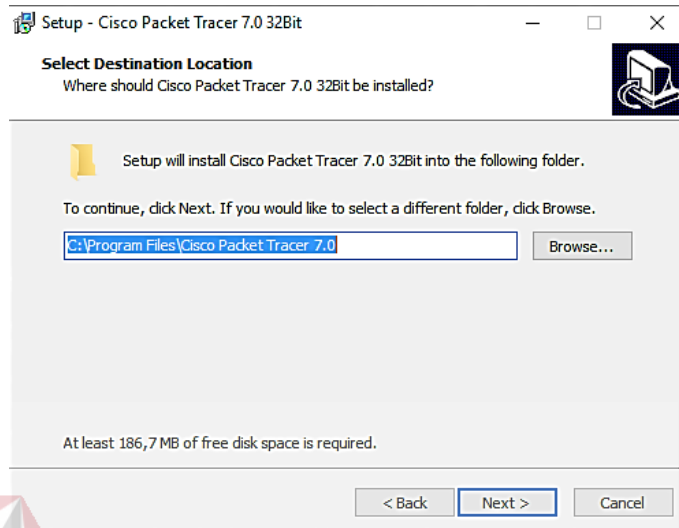 Setup - Cisco Packet Tracer 7.0 32Bit
Select Destination Location
Where should Cisco Packet Tracer 7.0 32Bit be installed?
Setup will install Cisco Packet Tracer 7.0 32Bit into the following folder.
To continue, click Next. If you would like to select a different folder, click Browse.
C:\Program Files\Cisco Packet Tracer 7.0
Browse...
At least 186,7 MB of free disk space is required.
< Back
Next >
Cancel